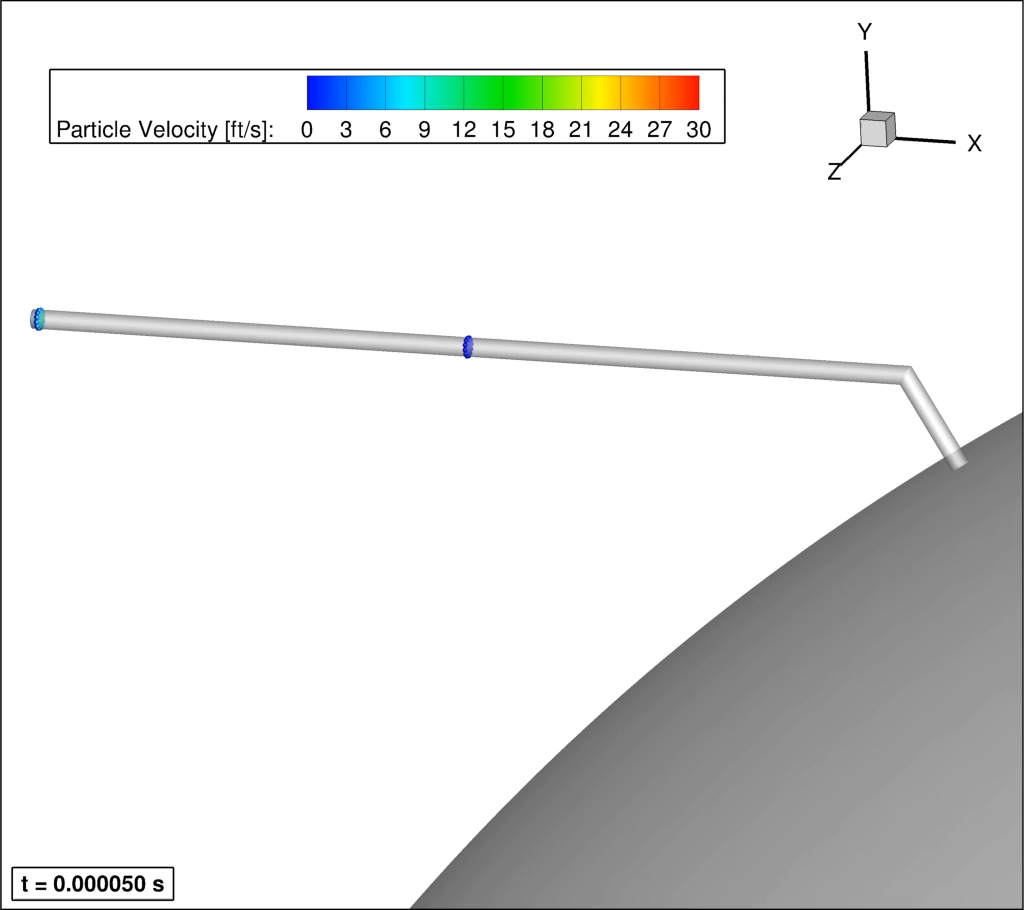 Y
X
Z
Particle Velocity [ft/s]: 0 3 6 9 12 15 18 21 24 27 30
t = 0.000050 s